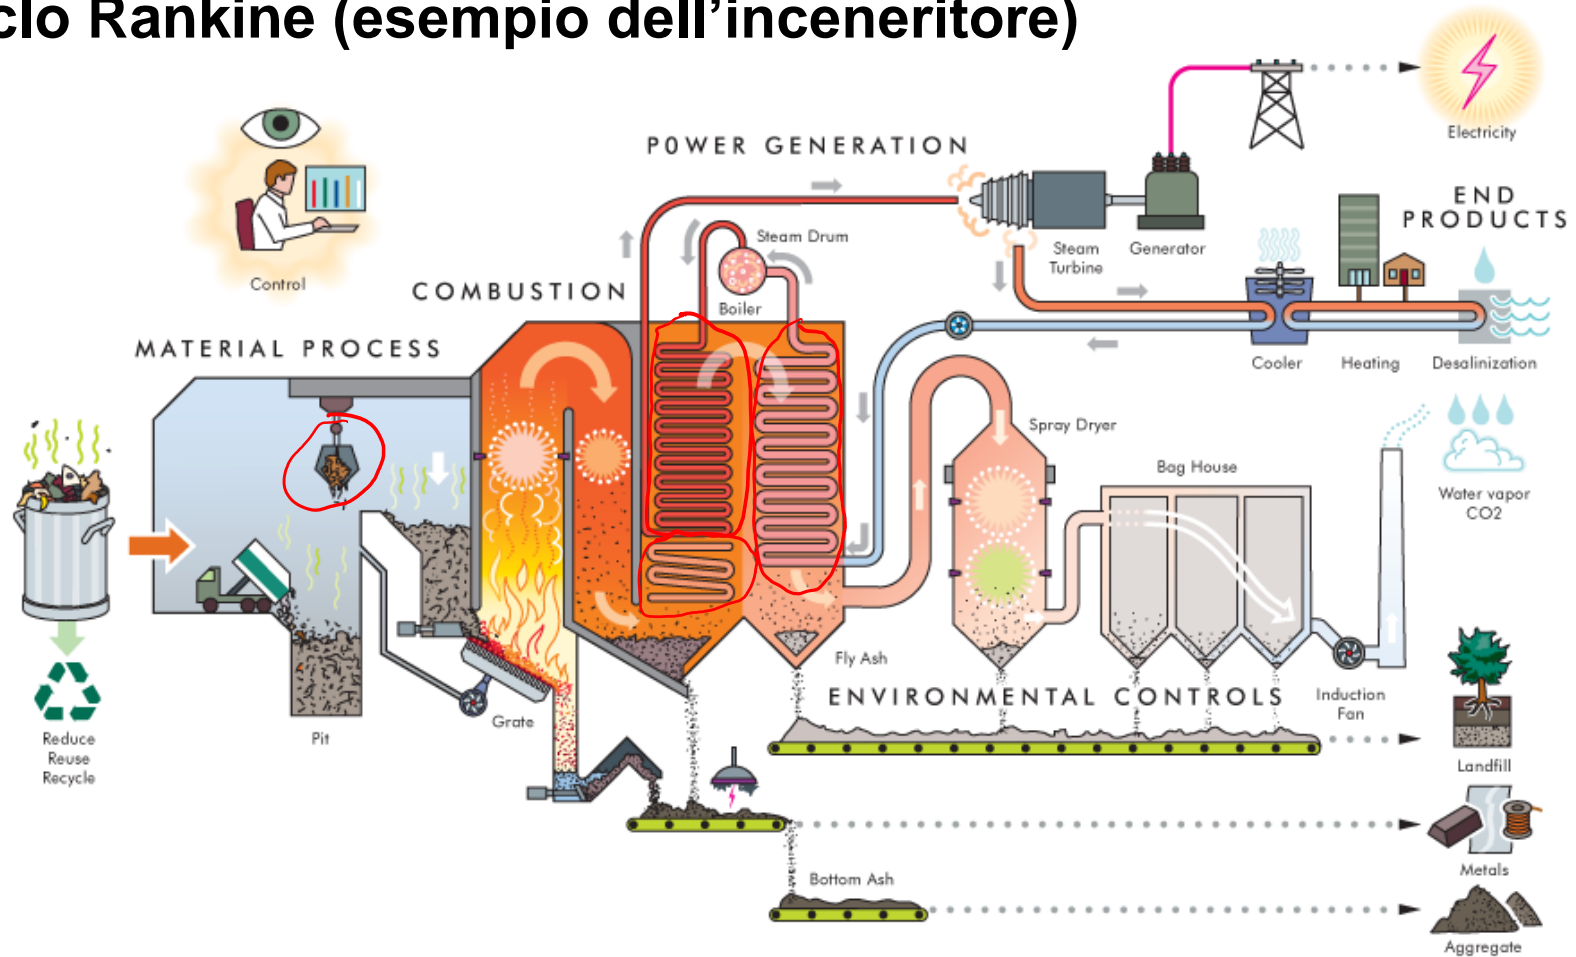 clo Rankine (esempio dell'inceneritore)
Electricity
POWER GENERATION
END
PRODUCTS
Steam Drum
Steam
Turbine
Generator
Control
COMBUSTION
Boiler
MATERIAL PROCESS
Cooler
Heating
Desalinization
Spray Dryer
Bag House
Water vapor
CO2
Fly Ash
ENVIRONMENTAL CONTROLS
Induction
Fan
Grate
Pit
Reduce
Reuse
Recycle
Landfill
Metals
Bottom Ash
Aggregate